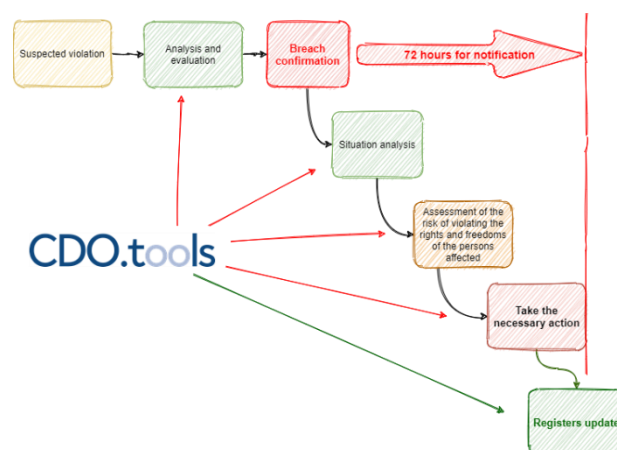 Suspected violation
Analysis and
evaluation
Breach
confirmation
72 hours for notification
Situation analysis
Assessment of the
risk of violating the
rights and freedoms
of the persons
affected
CDO.tools
Take the
necessary action
Registers update